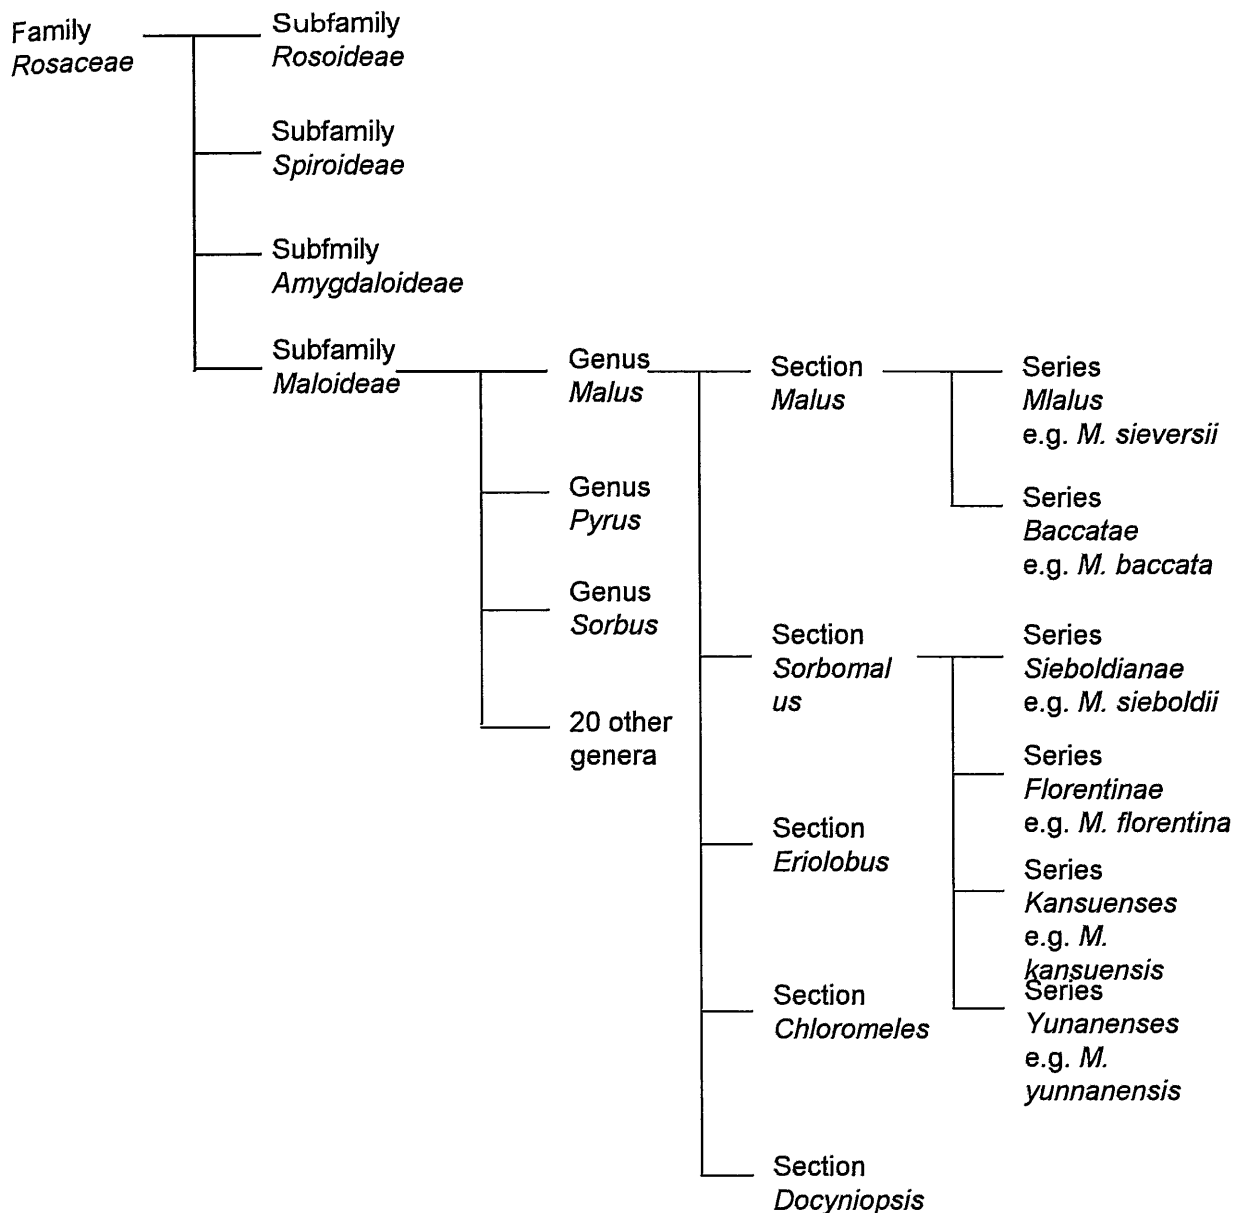 Family
Rosaceae
Subfamily
Rosoideae
Subfamily
Spiroideae
Subfmily
Amygdaloideae
Subfamily
Maloideae
Genus
Malus
Genus
Pyrus
Genus
Sorbus
20 other
genera
Section
Malus
Section
Sorbomal
us
Section
Eriolobus
Section
Chloromeles
Section
Docyniopsis
Series
Mlalus
e.g. M. sieversii
Series
Baccatae
e.g. M. baccata
Series
Sieboldianae
e.g. M. sieboldii
Series
Florentinae
e.g. M. florentina
Series
Kansuenses
e.g. M.
kansuensis
Series
Yunanenses
e.g. M.
yunnanensis